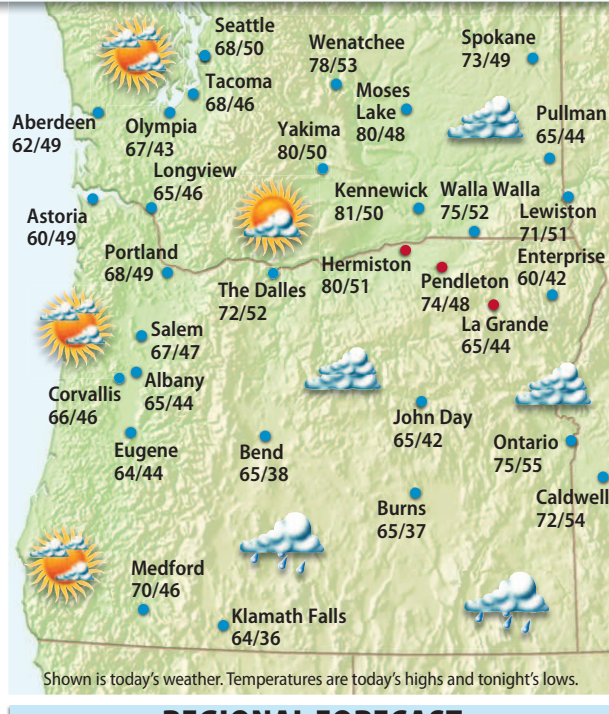 Seattle
68/50
Wenatchee
78/53
Spokane
73/49
Tacoma
68/46
Moses
Lake
80/48
Aberdeen
62/49
Olympia
67/43
Yakima
80/50
Pullman
65/44
Longview
65/46
Kennewick
81/50
Walla Walla
75/52
Lewiston
71/51
Astoria
60/49
Portland
68/49
The Dalles
72/52
Hermiston
80/51
Pendleton
74/48
Enterprise
60/42
La Grande
65/44
Salem
67/47
Albany
65/44
Corvallis
66/46
John Day
65/42
Ontario
75/55
Eugene
64/44
Bend
65/38
Burns
65/37
Caldwell
72/54
Medford
70/46
Klamath Falls
64/36
Shown is today's weather. Temperatures are today's highs and tonight's lows.
REGIONAL FORECAST